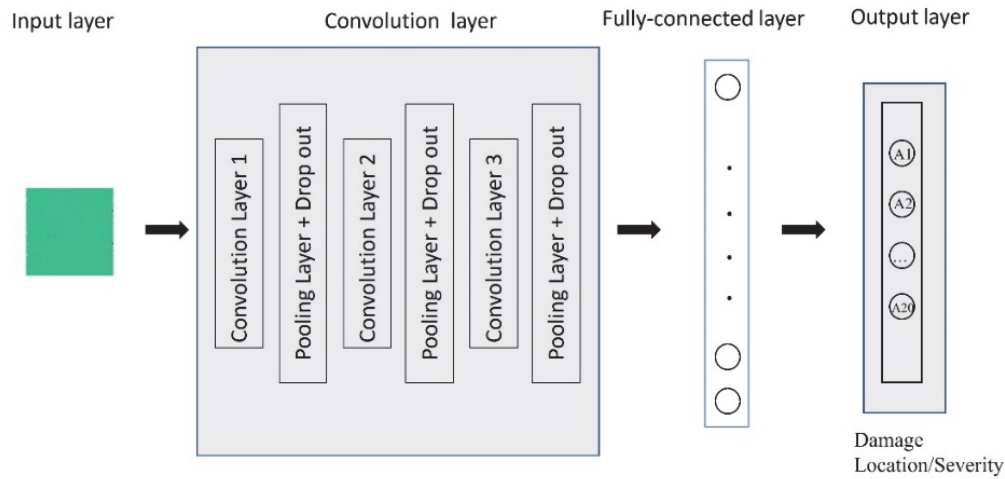 Input layer
Convolution layer
Fully-connected layer
Output layer
Convolution Layer 1
Pooling Layer + Drop out
Convolution Layer 2
Pooling Layer + Drop out
Convolution Layer 3
Pooling Layer + Drop out
A1
A2
...
A20
Damage
Location/Severity